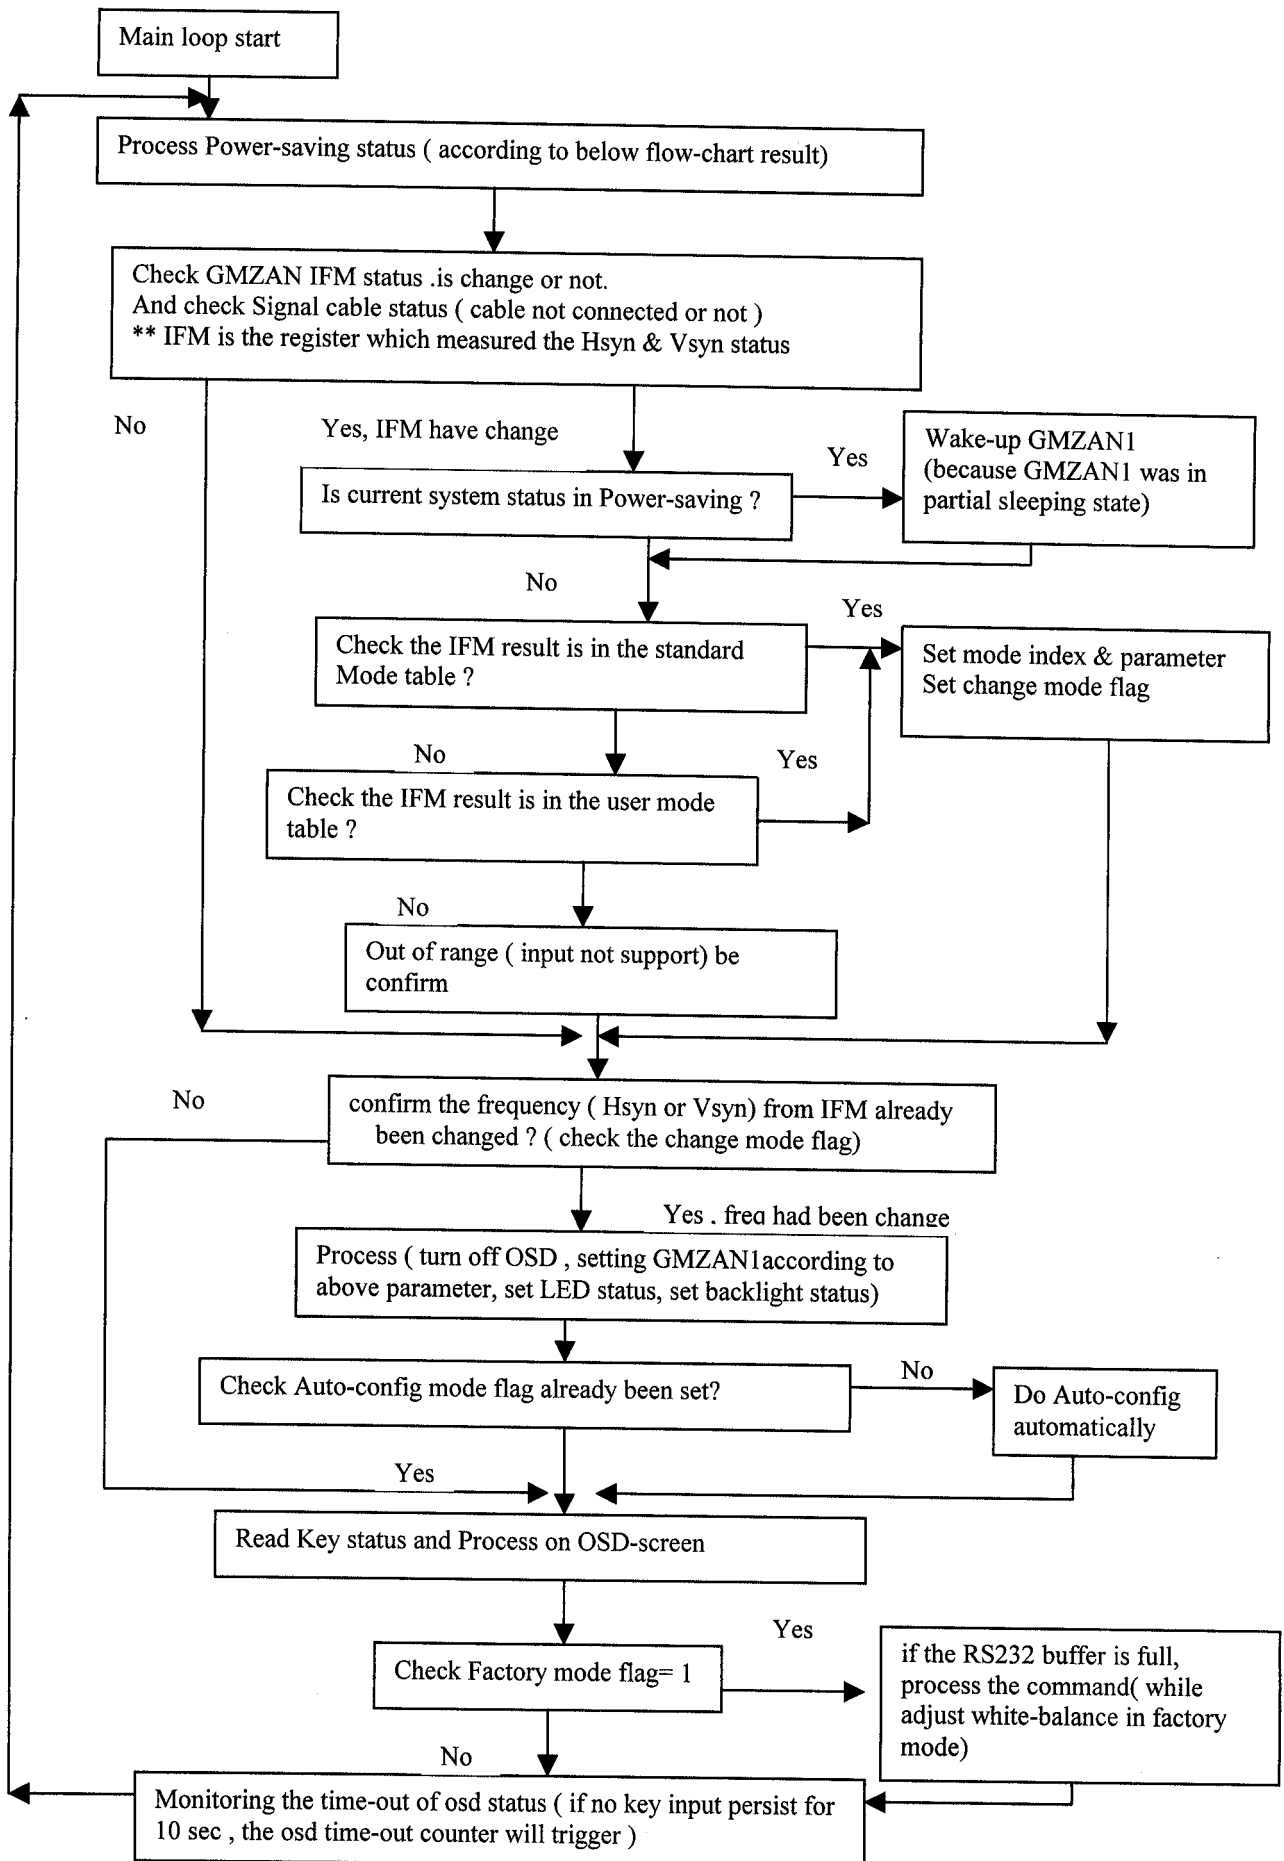 Main loop start
Process Power-saving status ( according to below flow-chart result)
Check GMZAN IFM status .is change or not.
And check Signal cable status ( cable not connected or not )
** IFM is the register which measured the Hsyn & Vsyn status
No
Yes, IFM have change
Is current system status in Power-saving ?
Yes
Wake-up GMZAN1
(because GMZAN1 was in
partial sleeping state)
No
Check the IFM result is in the standard
Mode table ?
Yes
Set mode index & parameter
Set change mode flag
No
Yes
Check the IFM result is in the user mode
table ?
No
Out of range ( input not support) be
confirm
No
confirm the frequency ( Hsyn or Vsyn) from IFM already
been changed ? ( check the change mode flag)
Yes , freq had been change
Process ( turn off OSD , setting GMZAN1according to
above parameter, set LED status, set backlight status)
Check Auto-config mode flag already been set?
No
Do Auto-config
automatically
Yes
Read Key status and Process on OSD-screen
Check Factory mode flag= 1
Yes
if the RS232 buffer is full,
process the command( while
adjust white-balance in factory
mode)
No
Monitoring the time-out of osd status ( if no key input persist for
10 sec , the osd time-out counter will trigger )